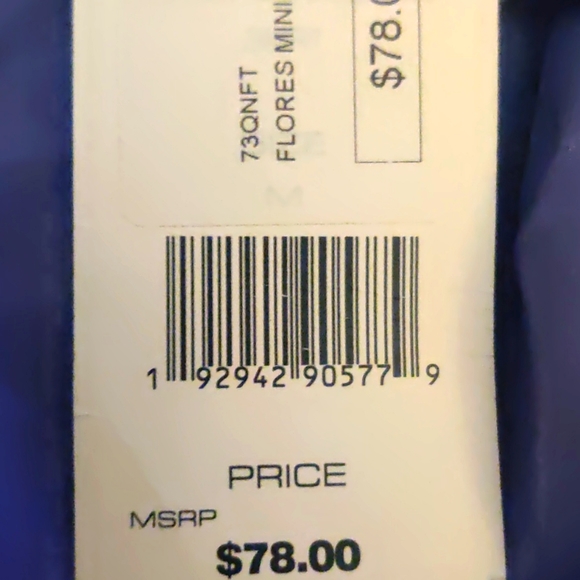 73QNFT
FLORES MINI
$78.0
1 92942 90577 9
PRICE
MSRP
$78.00